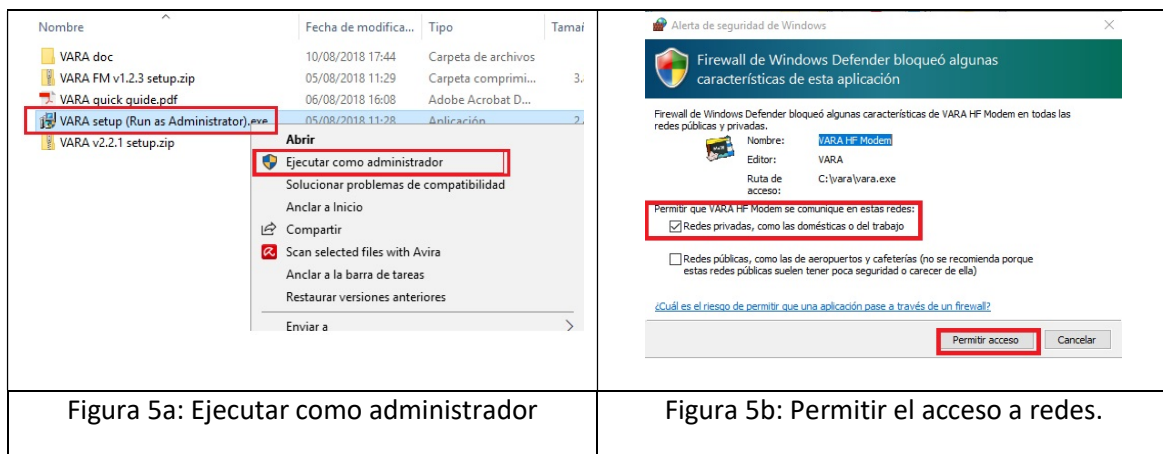 Nombre Fecha de modifica... Tipo Tamañ
VARA doc 10/08/2018 17:44 Carpeta de archivos
VARA FM v1.2.3 setup.zip 05/08/2018 11:29 Carpeta comprimi... 3.
VARA quick guide.pdf 06/08/2018 16:08 Adobe Acrobat D...
VARA setup (Run as Administrator).exe 05/08/2018 11:28 Aplicación 2.
VARA v2.2.1 setup.zip
Abrir
Ejecutar como administrador
Solucionar problemas de compatibilidad
Anclar a Inicio
Compartir
Scan selected files with Avira
Anclar a la barra de tareas
Restaurar versiones anteriores
Enviar a
Alerta de seguridad de Windows
Firewall de Windows Defender bloqueó algunas
características de esta aplicación
Firewall de Windows Defender bloqueó algunas características de VARA HF Modem en todas las
redes públicas y privadas.
Nombre: VARA HF Modem
Editor: VARA
Ruta de C:\vara\vara.exe
acceso:
Permitir que VARA HF Modem se comunique en estas redes:
Redes privadas, como las domésticas o del trabajo
Redes públicas, como las de aeropuertos y cafeterías (no se recomienda porque
estas redes públicas suelen tener poca seguridad o carecer de ella)
¿Cuál es el riesgo de permitir que una aplicación pase a través de un firewall?
Permitir acceso Cancelar
Figura 5a: Ejecutar como administrador
Figura 5b: Permitir el acceso a redes.